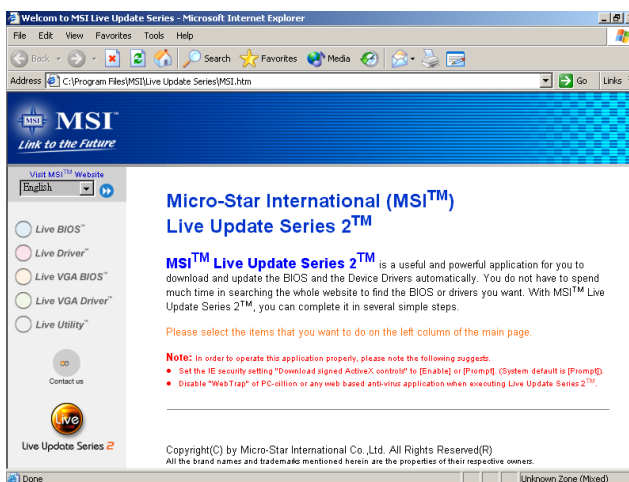 Welcom to MSI Live Update Series - Microsoft Internet Explorer
File Edit View Favorites Tools Help
Back Search Favorites Media
Address C:\Program Files\MSI\Live Update Series\MSI.htm Go Links
MSI MSI™
Link to the Future
Visit MSI™ Website
English
Live BIOS™
Live Driver™
Live VGA BIOS™
Live VGA Driver™
Live Utility™
Contact us
Live
Live Update Series 2
Micro-Star International (MSI™)
Live Update Series 2™
MSI™ Live Update Series 2™ is a useful and powerful application for you to
download and update the BIOS and the Device Drivers automatically. You do not have to spend
much time in searching the whole website to find the BIOS or drivers you want. With MSI™ Live
Update Series 2™, you can complete it in several simple steps.
Please select the items that you want to do on the left column of the main page.
Note: In order to operate this application properly, please note the following suggests.
Set the IE security setting "Download signed ActiveX controls" to [Enable] or [Prompt]. (System default is [Prompt]).
Disable "WebTrap" of PC-cillion or any web based anti-virus application when executing Live Update Series 2™.
Copyright(C) by Micro-Star International Co.,Ltd. All Rights Reserved(R)
All the brand names and trademarks mentioned herein are the properties of their respective owners.
Done Unknown Zone (Mixed)